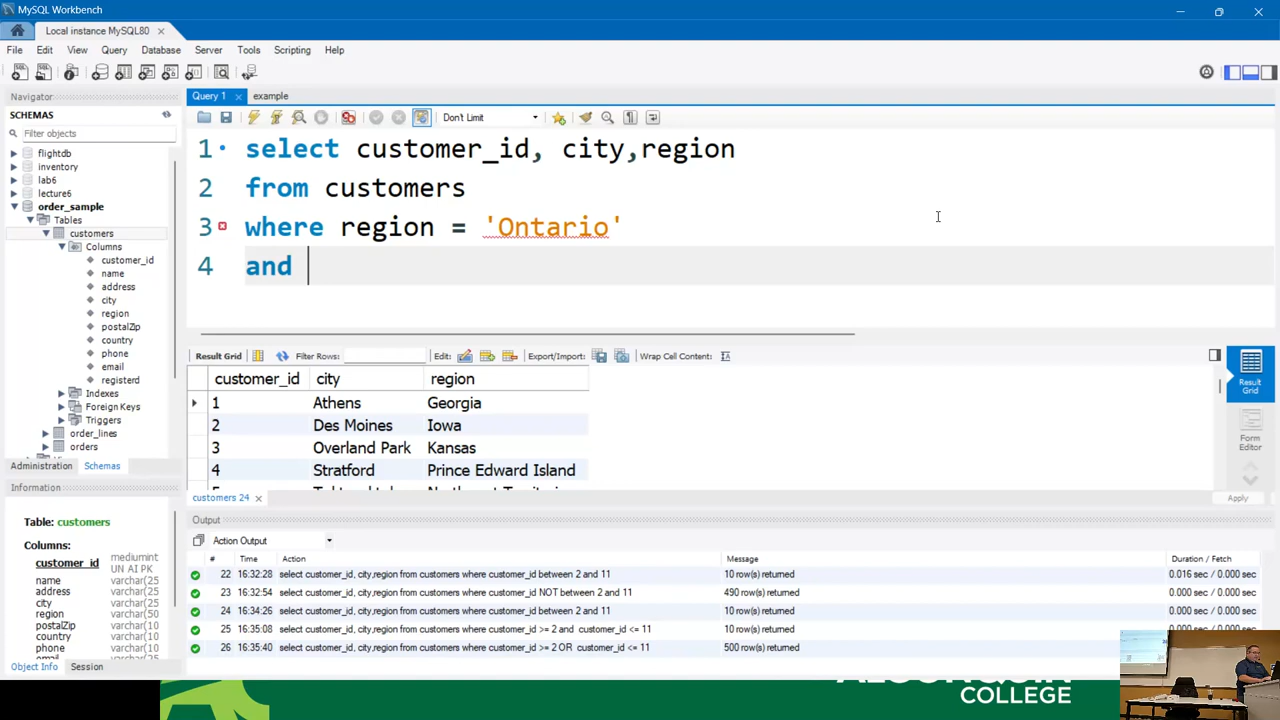 MySQL Workbench
Local instance MySQL80
File Edit View Query Database Server Tools Scripting Help
Navigator
SCHEMAS
Filter objects
flightdb
inventory
lab6
lecture6
order_sample
Tables
customers
Columns
customer_id
name
address
city
region
postalZip
country
phone
email
registerd
Indexes
Foreign Keys
Triggers
order_lines
orders
Administration Schemas
Information
Table: customers
Columns:
customer_id mediumint
UN AI PK
name varchar(25
address varchar(25
city varchar(25
region varchar(50
postalZip varchar(10
country varchar(10
phone varchar(10
email varchar(25
Object Info Session
Query 1 example
Don't Limit
1 select customer_id, city,region
2 from customers
3 where region = 'Ontario'
4 and
Result Grid Filter Rows: Edit: Export/Import: Wrap Cell Content:
customer_id city region
1 Athens Georgia
2 Des Moines Iowa
3 Overland Park Kansas
4 Stratford Prince Edward Island
Result Grid
Form Editor
customers 24
Apply
Output
Action Output
# Time Action Message Duration / Fetch
22 16:32:28 select customer_id, city,region from customers where customer_id between 2 and 11 10 row(s) returned 0.016 sec / 0.000 sec
23 16:32:54 select customer_id, city,region from customers where customer_id NOT between 2 and 11 490 row(s) returned 0.000 sec / 0.000 sec
24 16:34:26 select customer_id, city,region from customers where customer_id between 2 and 11 10 row(s) returned 0.000 sec / 0.000 sec
25 16:35:08 select customer_id, city,region from customers where customer_id >= 2 and customer_id <= 11 10 row(s) returned
26 16:35:40 select customer_id, city,region from customers where customer_id >= 2 OR customer_id <= 11 500 row(s) returned
COLLEGE